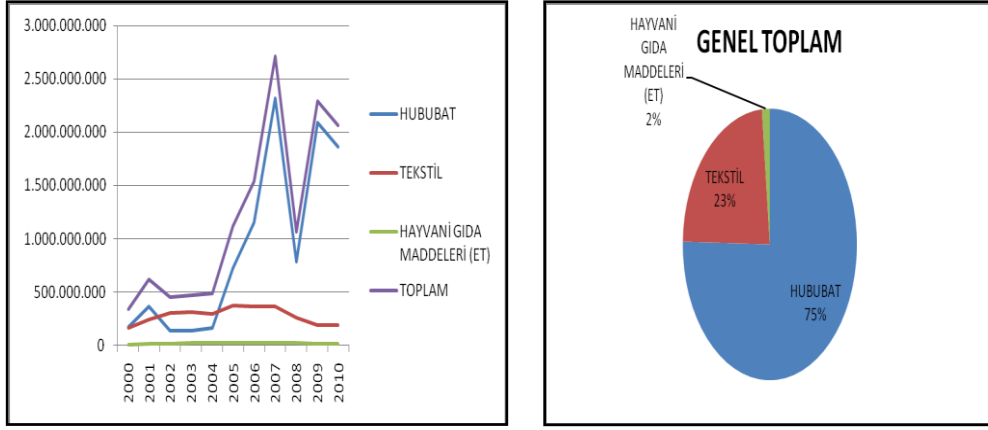 3.000.000.000
2.500.000.000
2.000.000.000
1.500.000.000
1.000.000.000
500.000.000
0
2000
2001
2002
2003
2004
2005
2006
2007
2008
2009
2010
HUBUBAT
TEKSTİL
HAYVANİ GIDA
MADDELERİ (ET)
TOPLAM
GENEL TOPLAM
HAYVANİ
GIDA
MADDELERİ
(ET)
2%
TEKSTİL
23%
HUBUBAT
75%